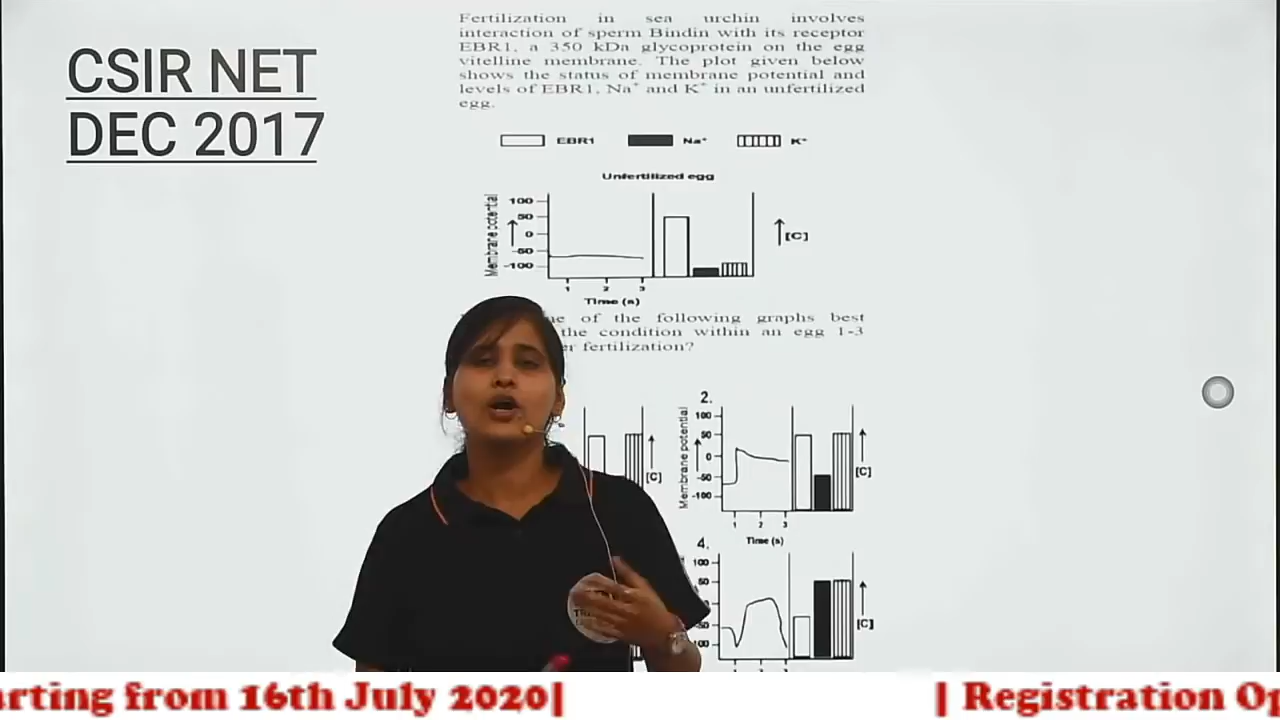 CSIR NET
DEC 2017
Fertilization in sea urchin involves
interaction of sperm Bindin with its receptor
EBR1, a 350 kDa glycoprotein on the egg
vitelline membrane. The plot given below
shows the status of membrane potential and
levels of EBR1, Na⁺ and K⁺ in an unfertilized
egg.
EBR1 Na⁺ K⁺
Unfertilized egg
Membrane potential
100
50
0
-50
-100
[C]
1 2 3
Time (s)
of the following graphs best
the condition within an egg 1-3
fertilization?
[C]
2.
Membrane potential
100
50
0
-50
-100
[C]
1 2 3
Time (s)
4.
100
50
[C]
from 16th July 2020|
| Registration